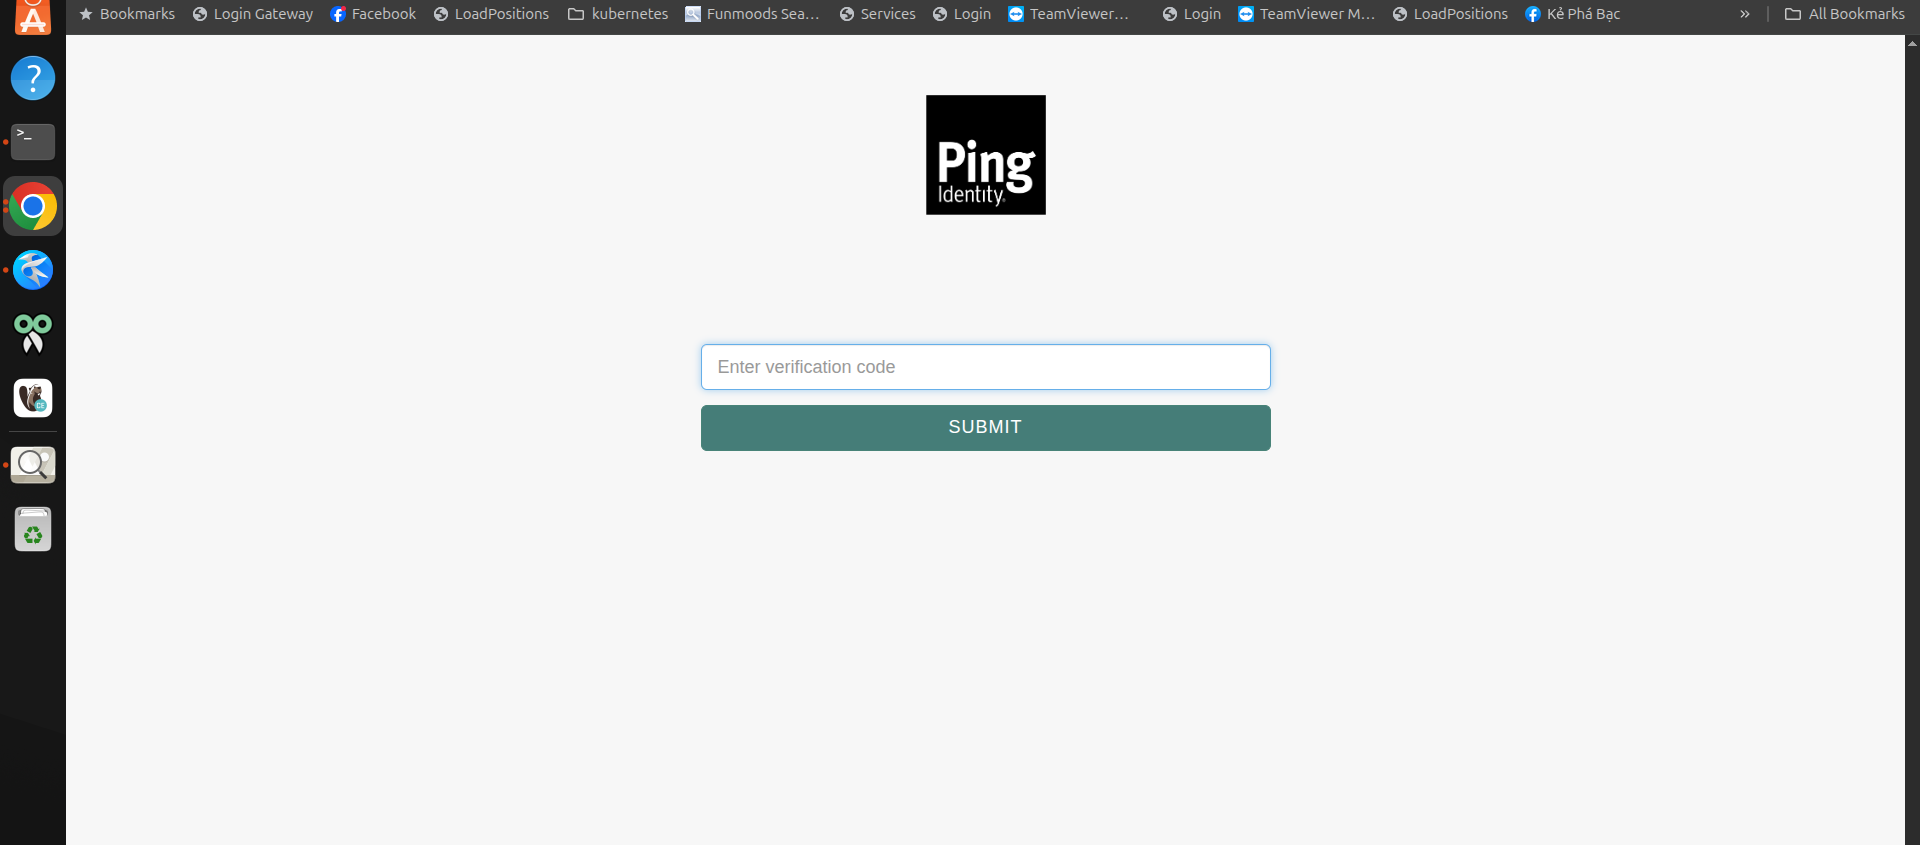 Bookmarks Login Gateway Facebook LoadPositions kubernetes Funmoods Sea... Services Login TeamViewer... Login TeamViewer M... LoadPositions Kẻ Phá Bạc » All Bookmarks
?
>_
Ping
Identity
Enter verification code
SUBMIT